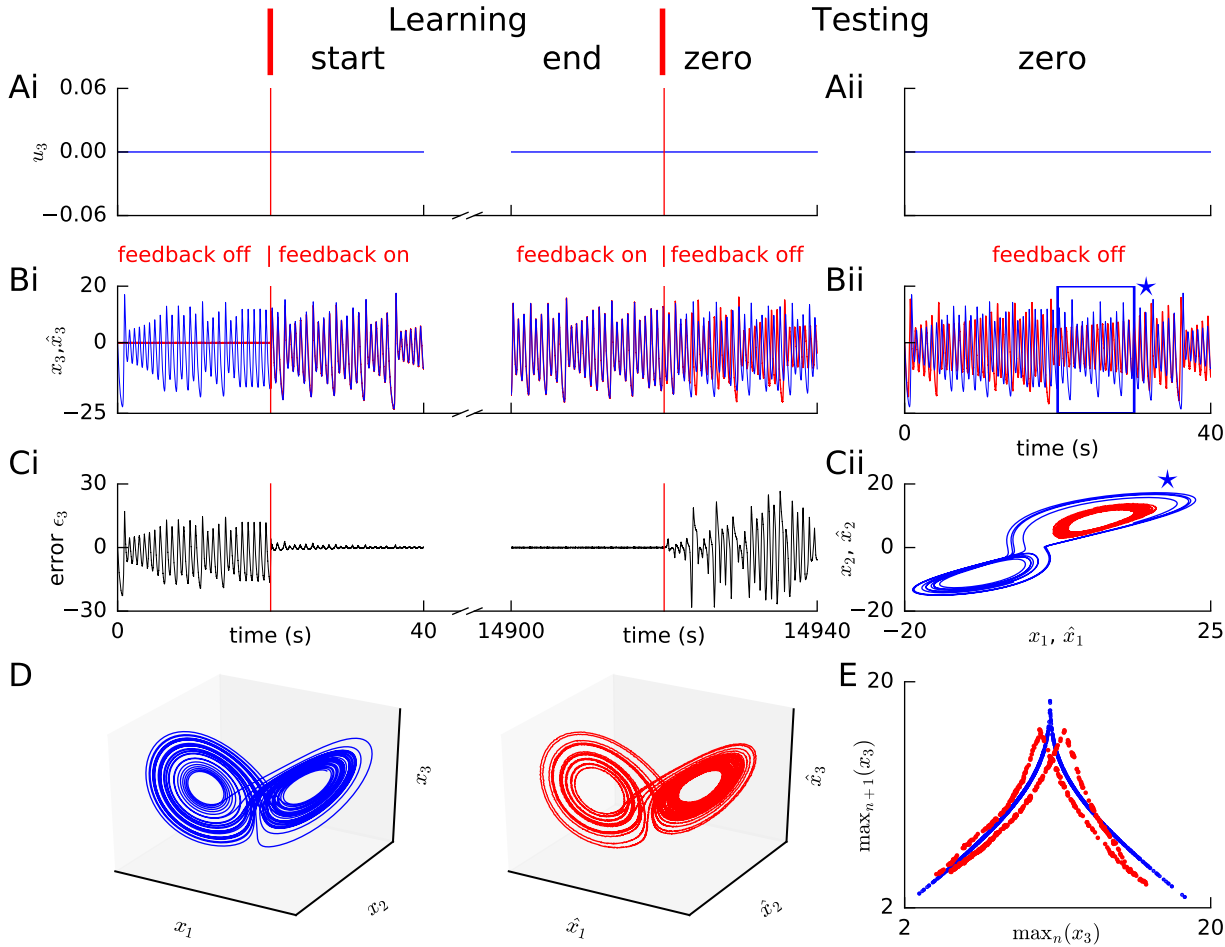 Learning Testing
start end zero zero
Ai Aii
0.06
0.00
−0.06
u₃
feedback off | feedback on feedback on | feedback off feedback off
Bi Bii
20
0
−25
x₃,x̂₃
0 40
time (s)
Ci Cii
30
0
−30
error ϵ₃
0 time (s) 40 14900 time (s) 14940
20
0
−20
x₂, x̂₂
−20 x₁, x̂₁ 25
D E
x₁
x₂
x₃
x̂₁
x̂₂
x̂₃
20
2
maxₙ₊₁(x₃)
2 20
maxₙ(x₃)